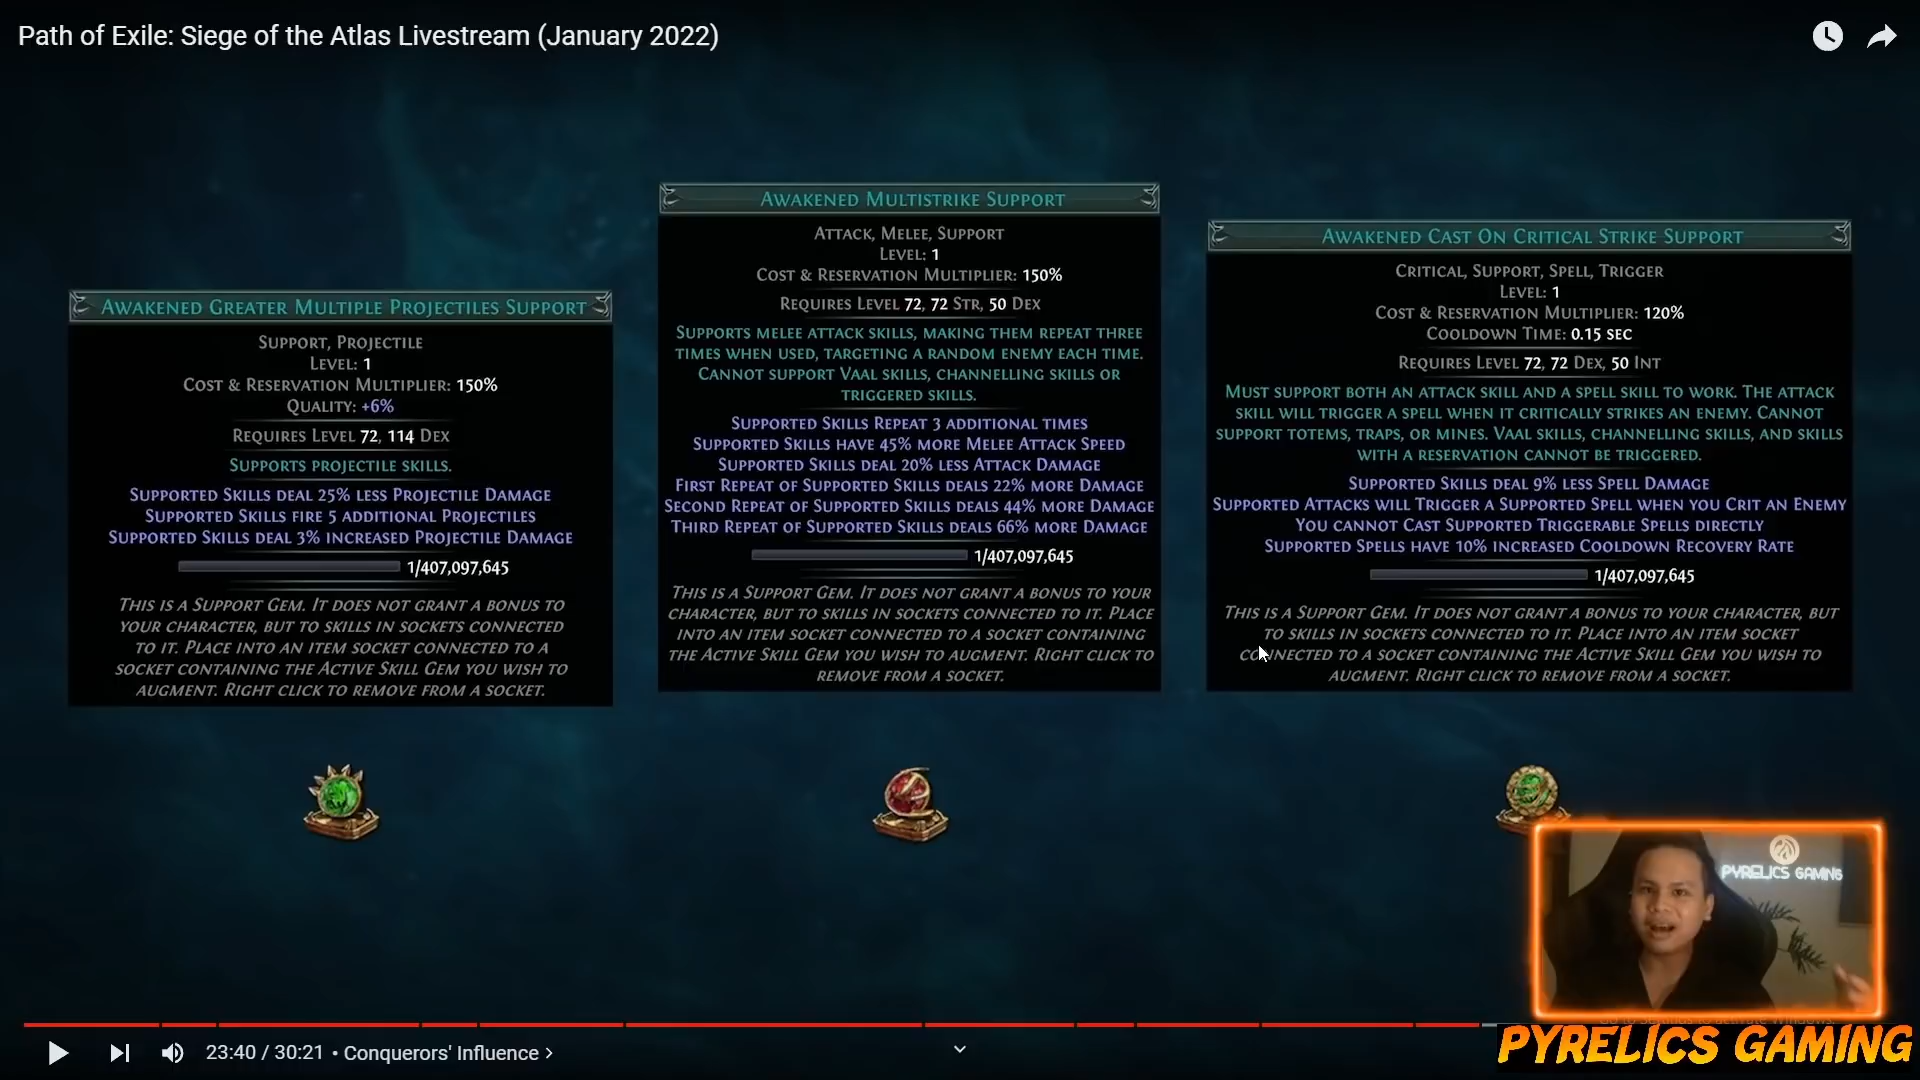 Path of Exile: Siege of the Atlas Livestream (January 2022)
Awakened Greater Multiple Projectiles Support
Support, Projectile
Level: 1
Cost & Reservation Multiplier: 150%
Quality: +6%
Requires Level 72, 114 Dex
Supports projectile skills.
Supported Skills deal 25% less Projectile Damage
Supported Skills fire 5 additional Projectiles
Supported Skills deal 3% increased Projectile Damage
1/407,097,645
This is a Support Gem. It does not grant a bonus to
your character, but to skills in sockets connected
to it. Place into an item socket connected to a
socket containing the Active Skill Gem you wish to
augment. Right click to remove from a socket.
Awakened Multistrike Support
Attack, Melee, Support
Level: 1
Cost & Reservation Multiplier: 150%
Requires Level 72, 72 Str, 50 Dex
Supports melee attack skills, making them repeat three
times when used, targeting a random enemy each time.
Cannot support Vaal skills, channelling skills or
triggered skills.
Supported Skills Repeat 3 additional times
Supported Skills have 45% more Melee Attack Speed
Supported Skills deal 20% less Attack Damage
First Repeat of Supported Skills deals 22% more Damage
Second Repeat of Supported Skills deals 44% more Damage
Third Repeat of Supported Skills deals 66% more Damage
1/407,097,645
This is a Support Gem. It does not grant a bonus to your
character, but to skills in sockets connected to it. Place
into an item socket connected to a socket containing
the Active Skill Gem you wish to augment. Right click to
remove from a socket.
Awakened Cast On Critical Strike Support
Critical, Support, Spell, Trigger
Level: 1
Cost & Reservation Multiplier: 120%
Cooldown Time: 0.15 sec
Requires Level 72, 72 Dex, 50 Int
Must support both an attack skill and a spell skill to work. The attack
skill will trigger a spell when it critically strikes an enemy. Cannot
support totems, traps, or mines. Vaal skills, channelling skills, and skills
with a reservation cannot be triggered.
Supported Skills deal 9% less Spell Damage
Supported Attacks will Trigger a Supported Spell when you Crit an Enemy
You cannot Cast Supported Triggerable Spells directly
Supported Spells have 10% increased Cooldown Recovery Rate
1/407,097,645
This is a Support Gem. It does not grant a bonus to your character, but
to skills in sockets connected to it. Place into an item socket
connected to a socket containing the Active Skill Gem you wish to
augment. Right click to remove from a socket.
PYRELICS GAMING
23:40 / 30:21 • Conquerors' Influence >
PYRELICS GAMING